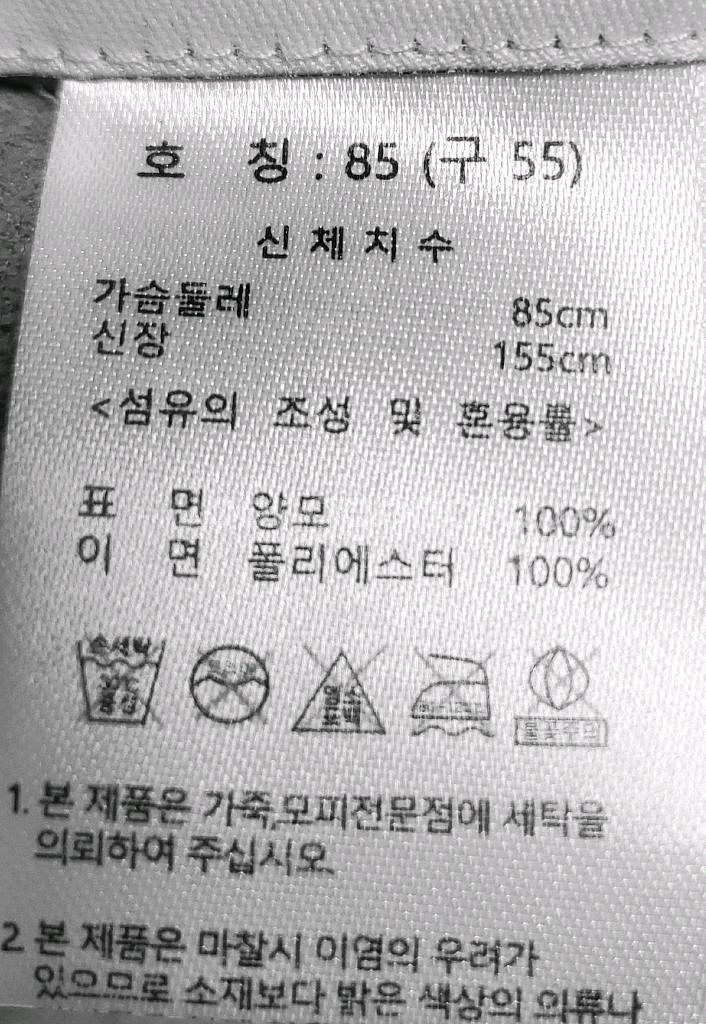 호 칭 : 85 (구 55)
신 체 치 수
가슴둘레 85cm
신장 155cm
<섬유의 조성 및 혼용률>
표 면 양모 100%
이 면 폴리에스터 100%
손세탁
1. 본 제품은 가죽,모피전문점에 세탁을
의뢰하여 주십시오.
2 본 제품은 마찰시 이염의 우려가
있으므로 소재보다 밝은 색상의 의류나